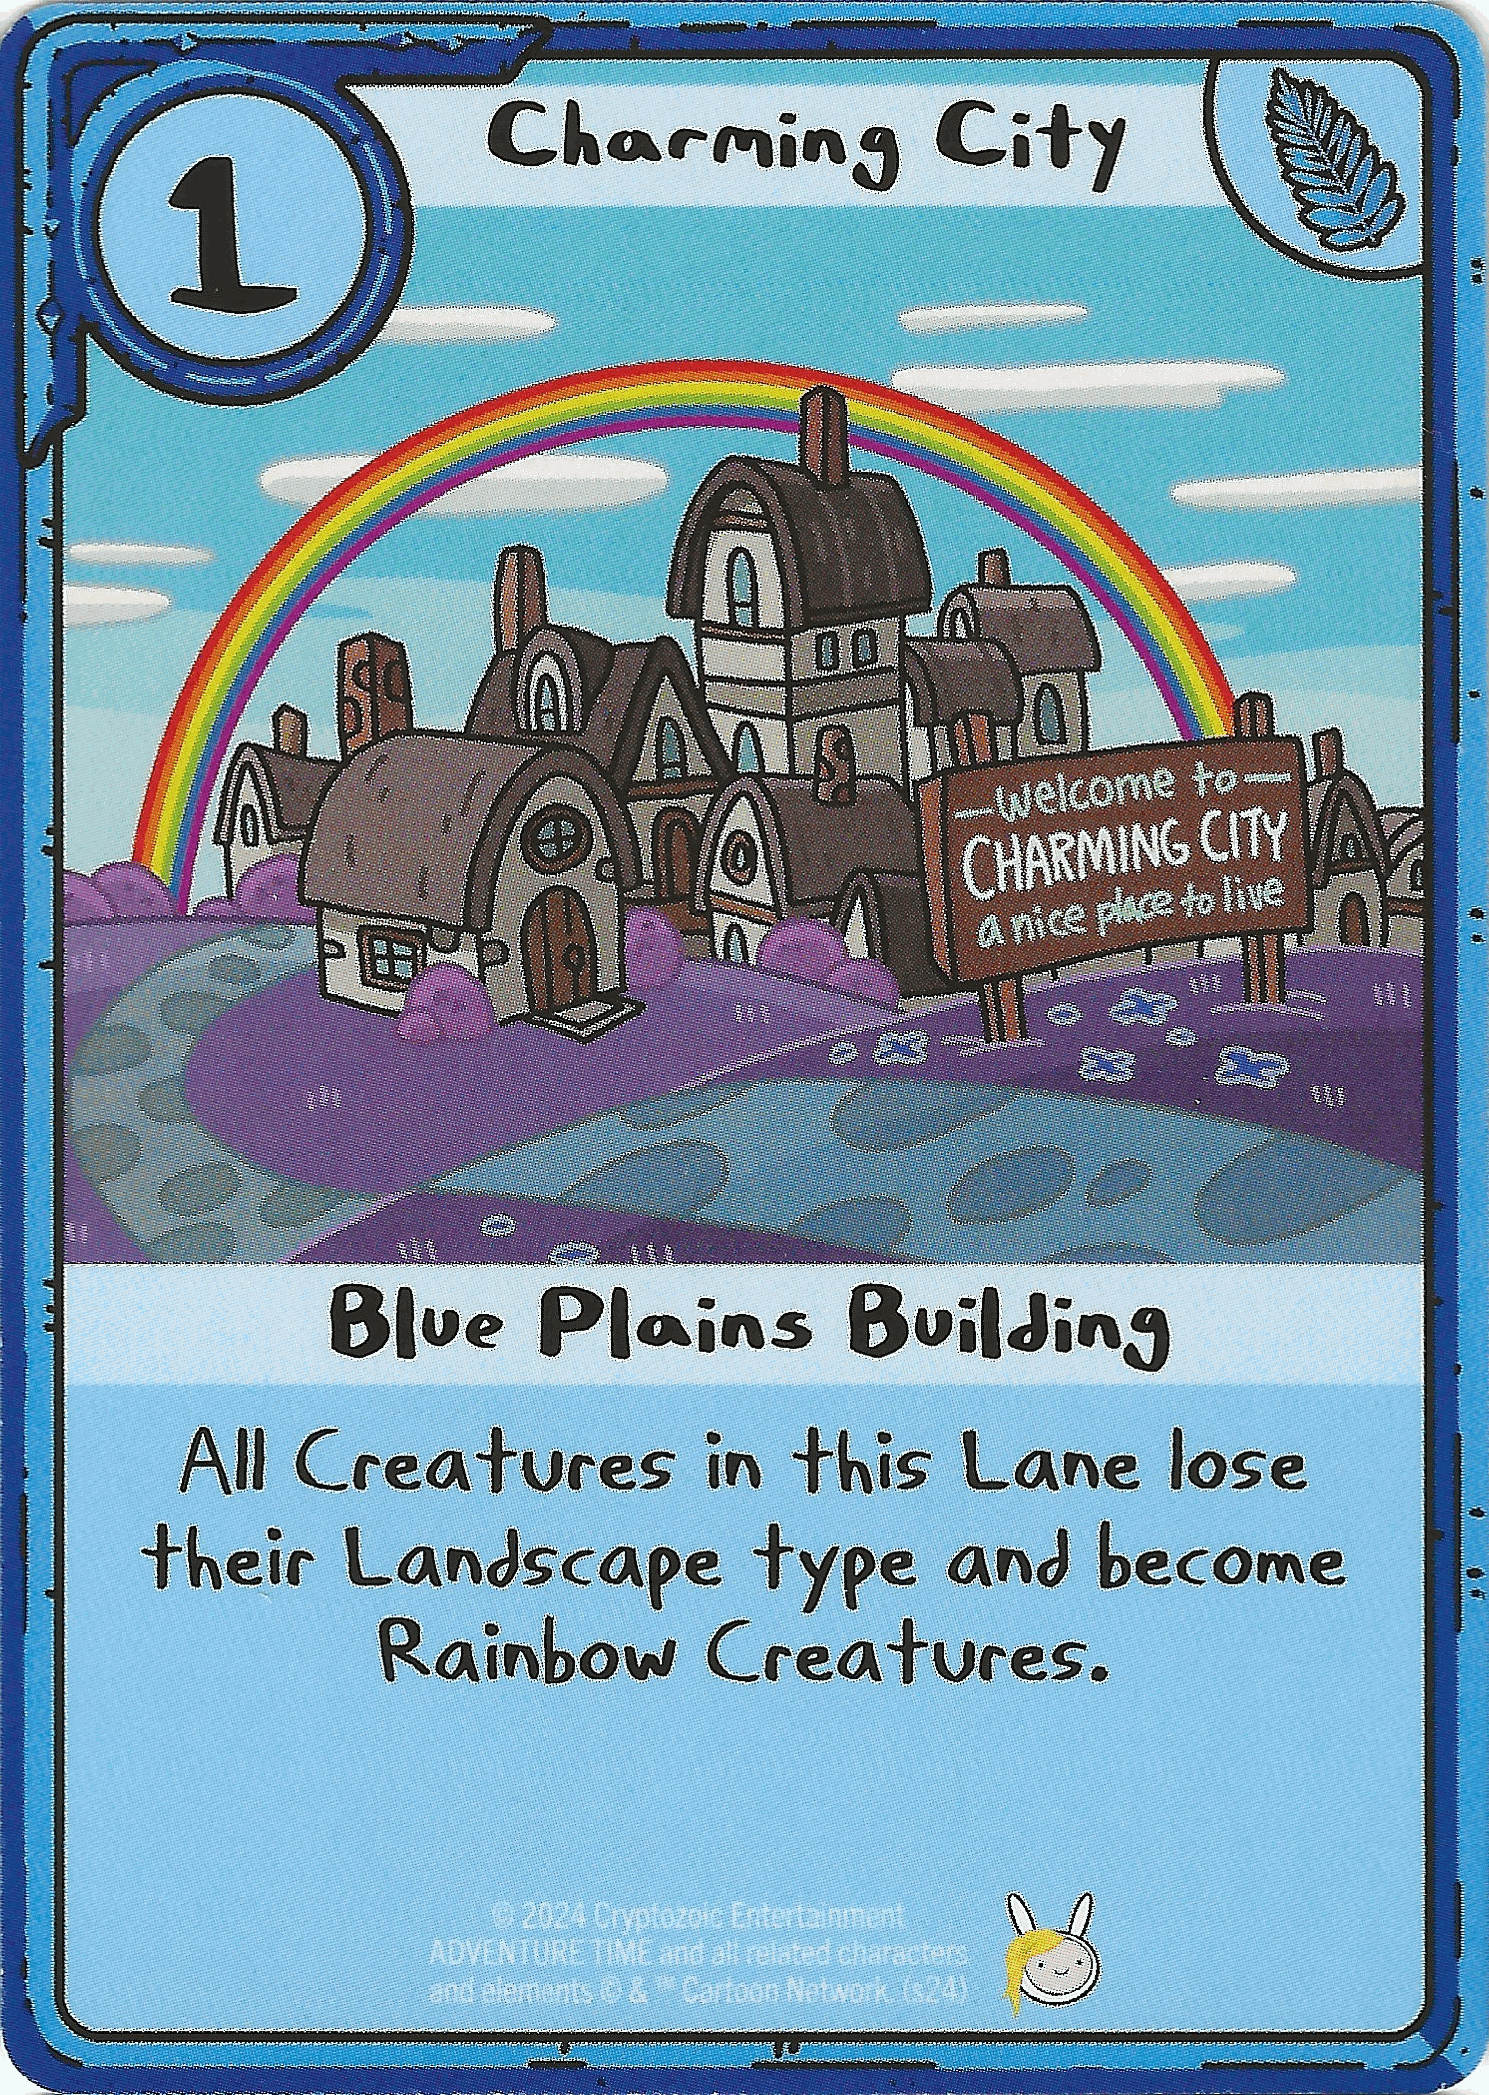 1
Charming City
—Welcome to—
CHARMING CITY
a nice place to live
Blue Plains Building
All Creatures in this Lane lose
their Landscape type and become
Rainbow Creatures.
© 2024 Cryptozoic Entertainment
ADVENTURE TIME and all related characters
and elements © & ™ Cartoon Network. (s24)